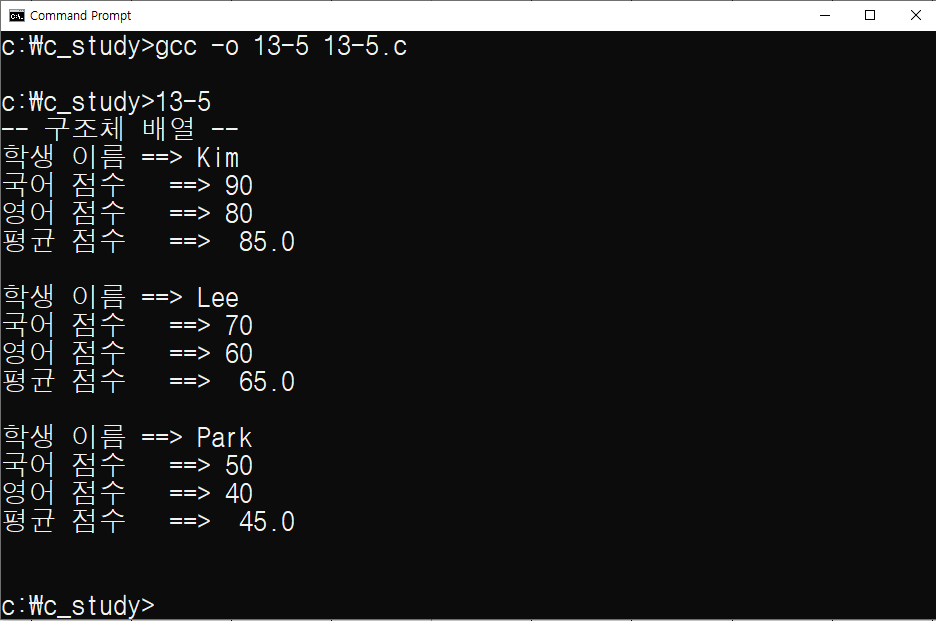 Command Prompt
c:₩c_study>gcc -o 13-5 13-5.c
c:₩c_study>13-5
-- 구조체 배열 --
학생 이름 ==> Kim
국어 점수   ==> 90
영어 점수   ==> 80
평균 점수   ==>  85.0
학생 이름 ==> Lee
국어 점수   ==> 70
영어 점수   ==> 60
평균 점수   ==>  65.0
학생 이름 ==> Park
국어 점수   ==> 50
영어 점수   ==> 40
평균 점수   ==>  45.0
c:₩c_study>